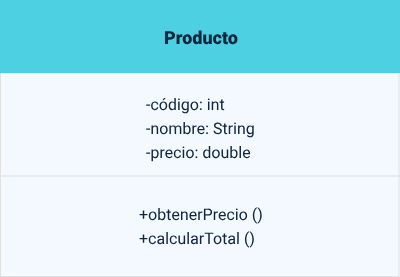 Producto
-código: int
-nombre: String
-precio: double
+obtenerPrecio ()
+calcularTotal ()